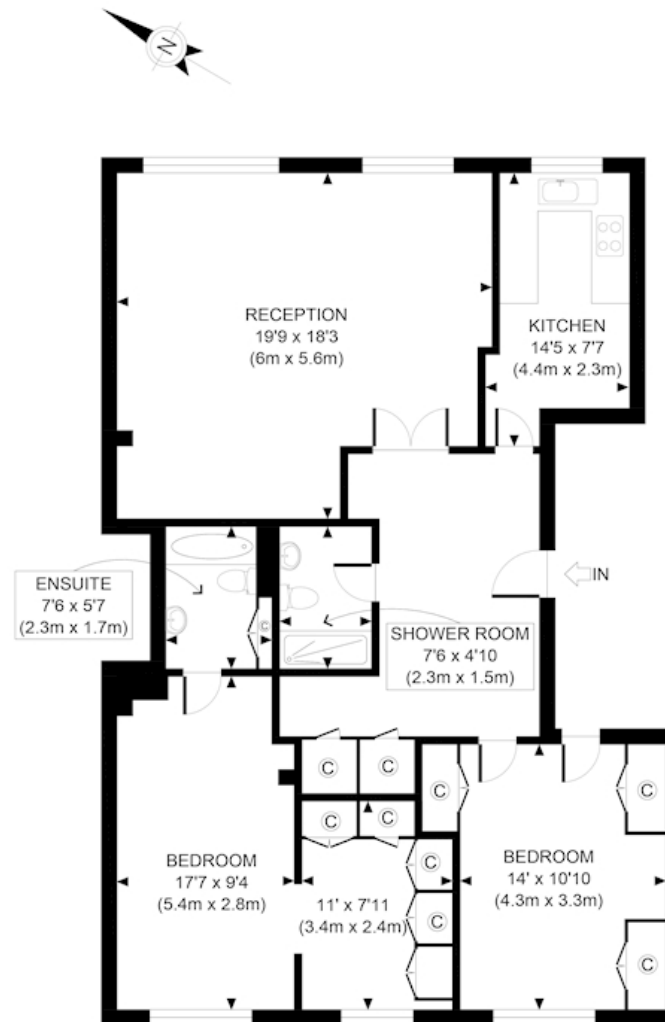 N
RECEPTION
19'9 x 18'3
(6m x 5.6m)
KITCHEN
14'5 x 7'7
(4.4m x 2.3m)
ENSUITE
7'6 x 5'7
(2.3m x 1.7m)
C
IN
SHOWER ROOM
7'6 x 4'10
(2.3m x 1.5m)
C
C
C
C
C
C
BEDROOM
17'7 x 9'4
(5.4m x 2.8m)
11' x 7'11
(3.4m x 2.4m)
C
C
BEDROOM
14' x 10'10
(4.3m x 3.3m)
C